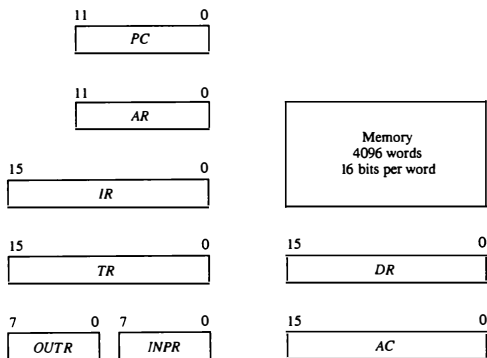 11 0
PC
11 0
AR
Memory
4096 words
16 bits per word
15 0
IR
15 0
TR
15 0
DR
7 0
OUTR
7 0
INPR
15 0
AC